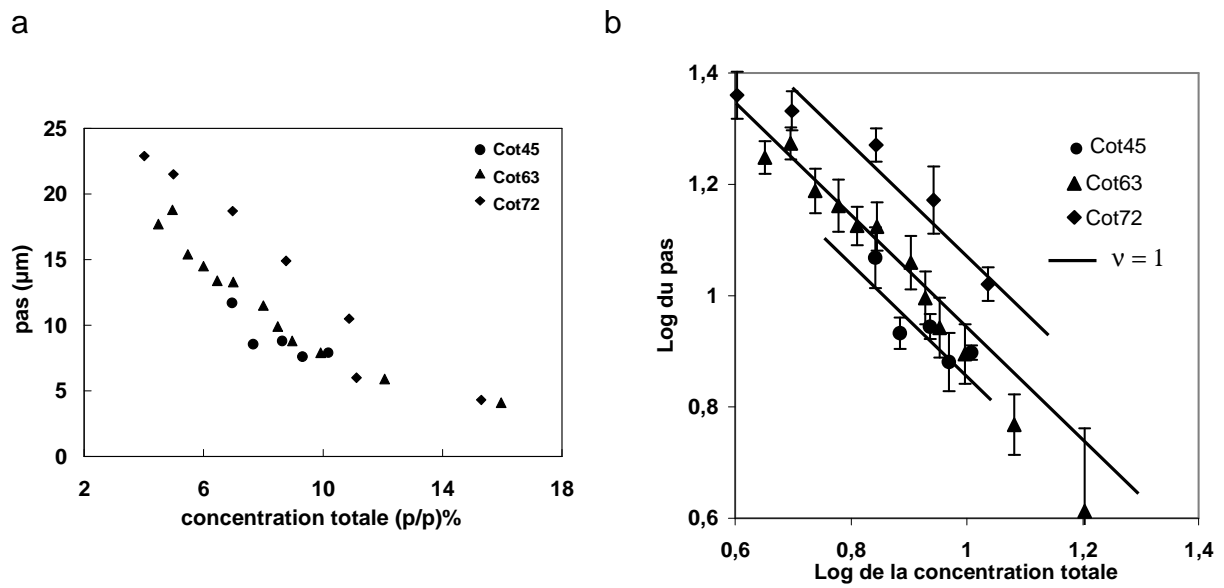 a
25
20
15
10
5
0
pas (µm)
2 6 10 14 18
concentration totale (p/p)%
Cot45
Cot63
Cot72
b
1,4
1,2
1
0,8
0,6
Log du pas
0,6 0,8 1 1,2 1,4
Log de la concentration totale
Cot45
Cot63
Cot72
ν = 1